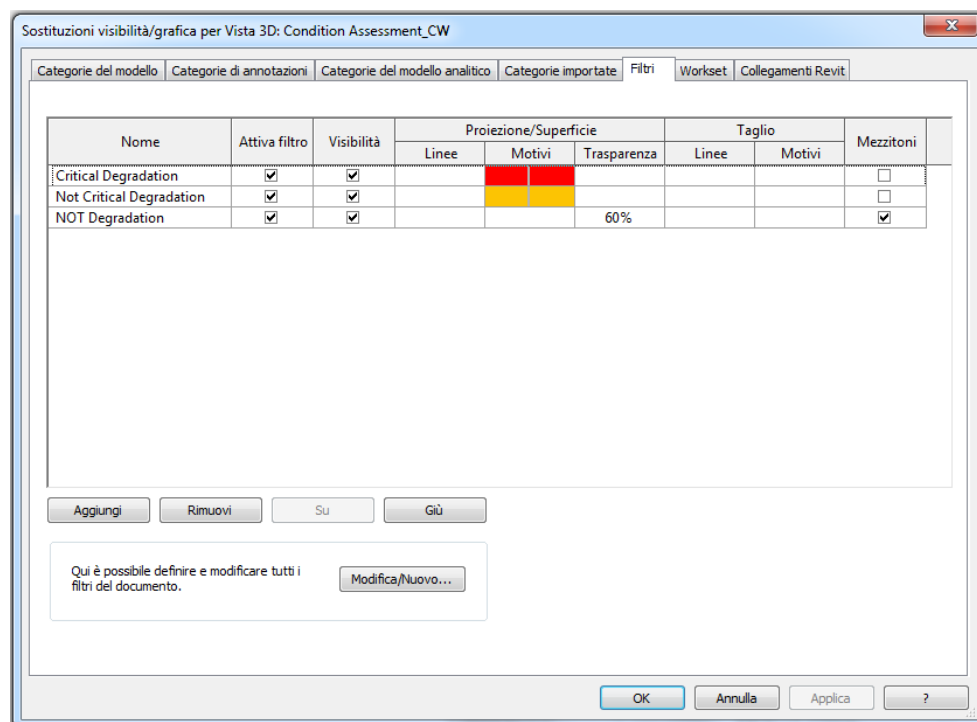 Sostituzioni visibilità/grafica per Vista 3D: Condition Assessment_CW
x
Categorie del modello Categorie di annotazioni Categorie del modello analitico Categorie importate Filtri Workset Collegamenti Revit
Nome Attiva filtro Visibilità Proiezione/Superficie Taglio Mezzitoni
Linee Motivi Trasparenza Linee Motivi
Critical Degradation
Not Critical Degradation
NOT Degradation 60%
Aggiungi Rimuovi Su Giù
Qui è possibile definire e modificare tutti i
filtri del documento.
Modifica/Nuovo...
OK Annulla Applica ?